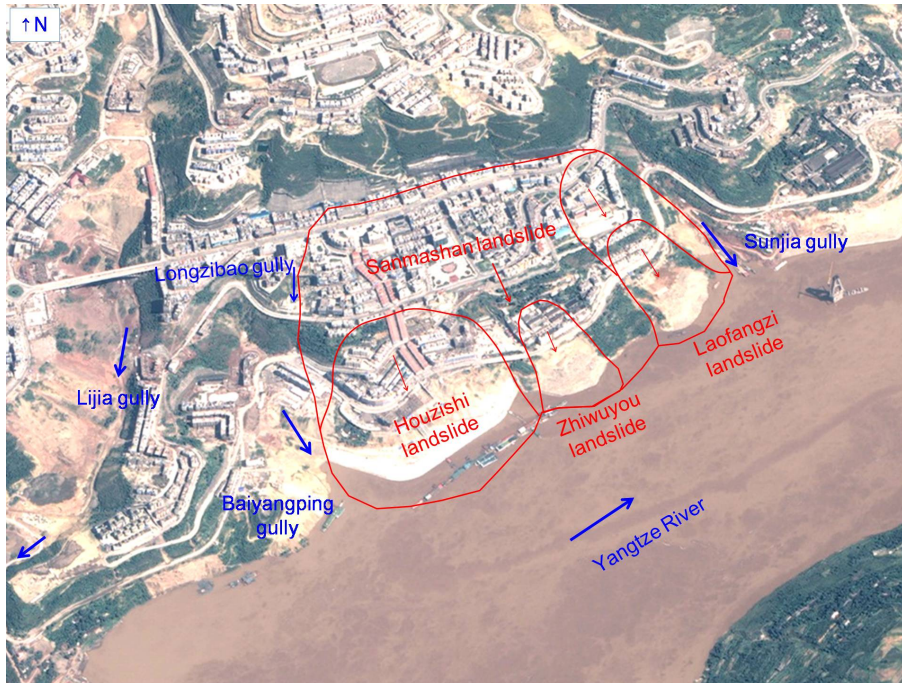 ↑N
Sanmashan landslide
Longzibao gully
Sunjia gully
Laofangzi
landslide
Lijia gully
Houzishi
landslide
Zhiwuyou
landslide
Baiyangping
gully
Yangtze River